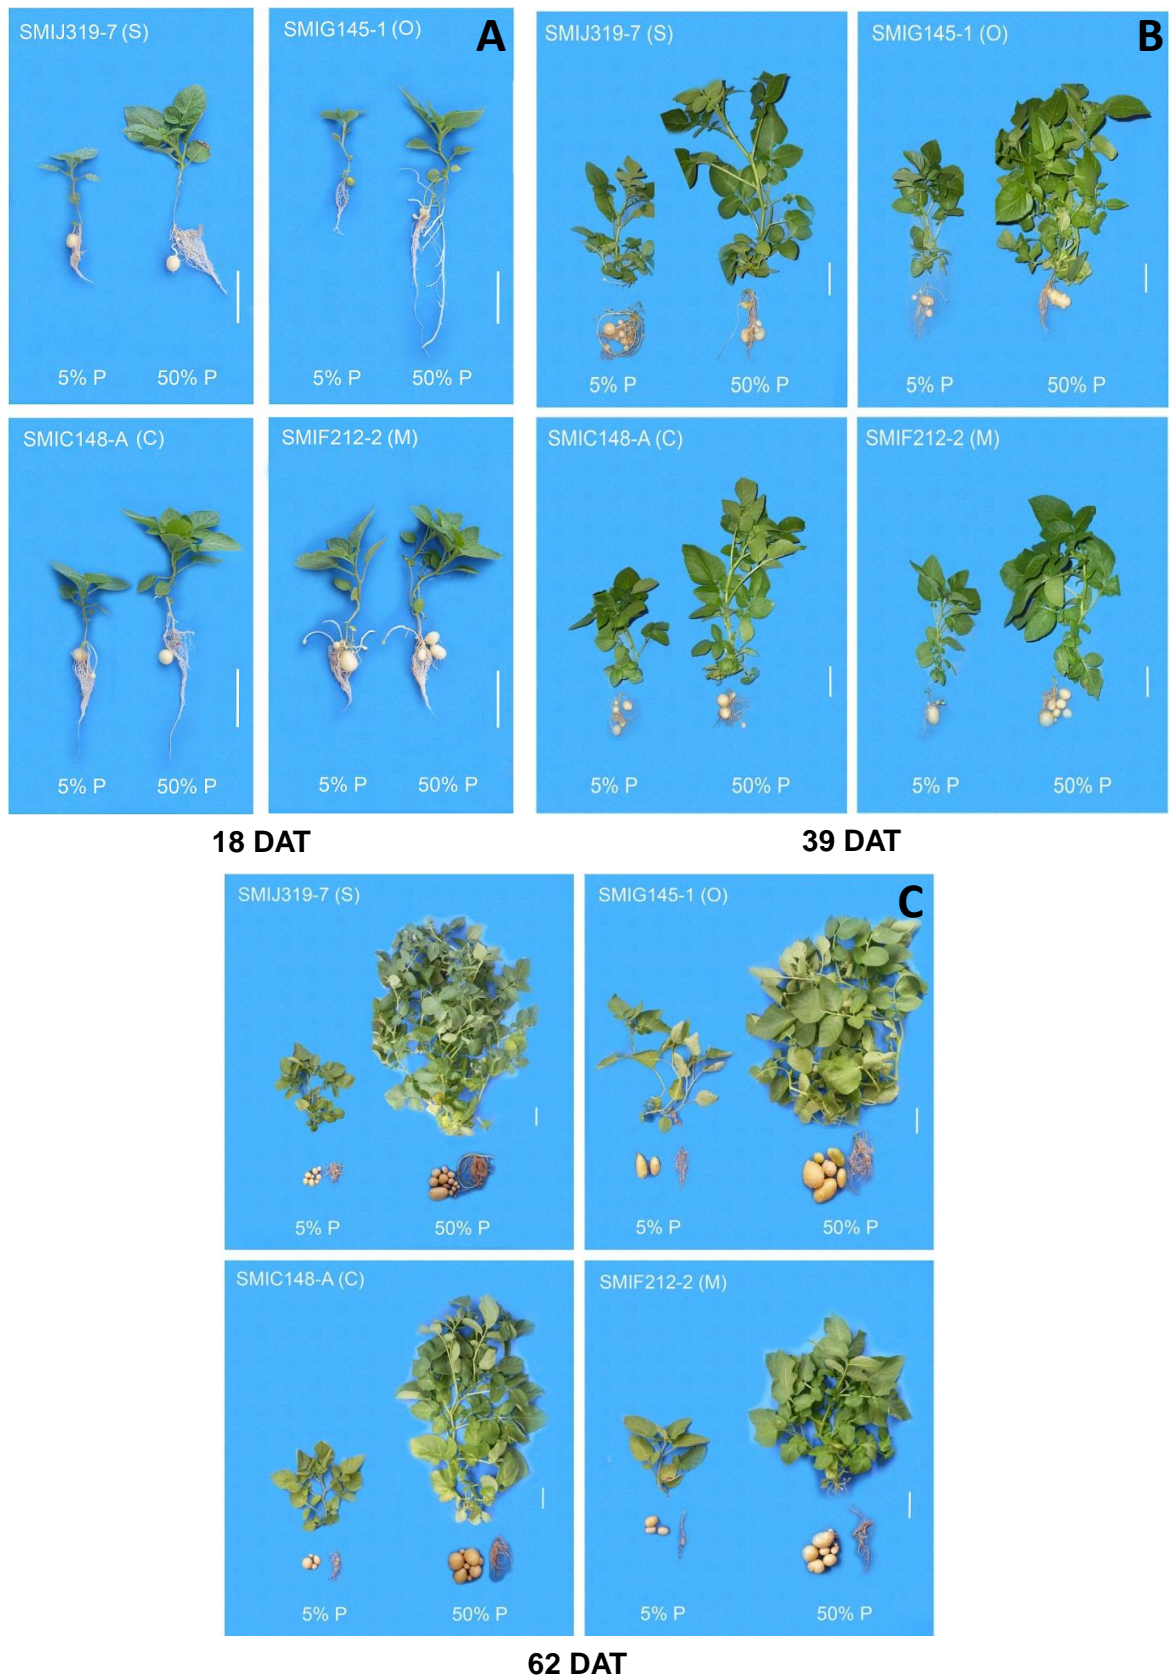 SMIJ319-7 (S)
SMIG145-1 (O)
A
5% P
50% P
5% P
50% P
SMIC148-A (C)
SMIF212-2 (M)
5% P
50% P
5% P
50% P
18 DAT
SMIJ319-7 (S)
SMIG145-1 (O)
B
5% P
50% P
5% P
50% P
SMIC148-A (C)
SMIF212-2 (M)
5% P
50% P
5% P
50% P
39 DAT
SMIJ319-7 (S)
SMIG145-1 (O)
C
5% P
50% P
5% P
50% P
SMIC148-A (C)
SMIF212-2 (M)
5% P
50% P
5% P
50% P
62 DAT